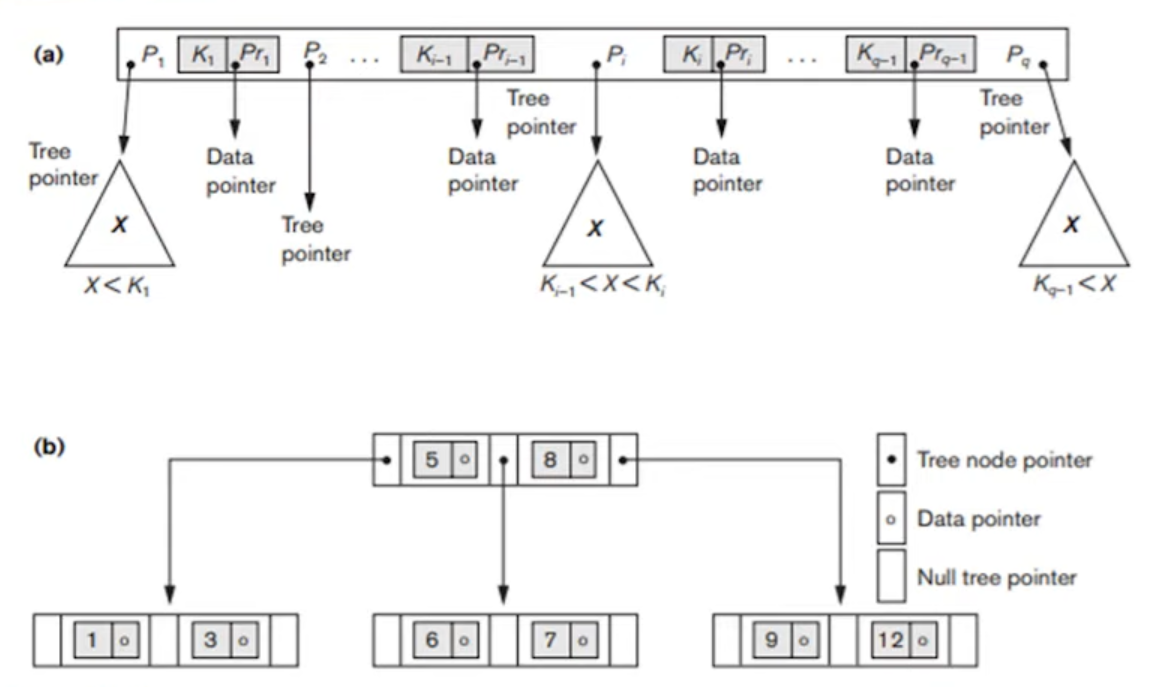 (a)
P1 K1 Pr1 P2 ... Ki–1 Pri–1 Pi Ki Pri ... Kq–1 Prq–1 Pq
Tree
pointer
Data
pointer
Tree
pointer
Data
pointer
Tree
pointer
Data
pointer
Data
pointer
Tree
pointer
X
X
X
X < K1
Ki–1 < X < Ki
Kq–1 < X
(b)
5 8
Tree node pointer
Data pointer
Null tree pointer
1 3
6 7
9 12